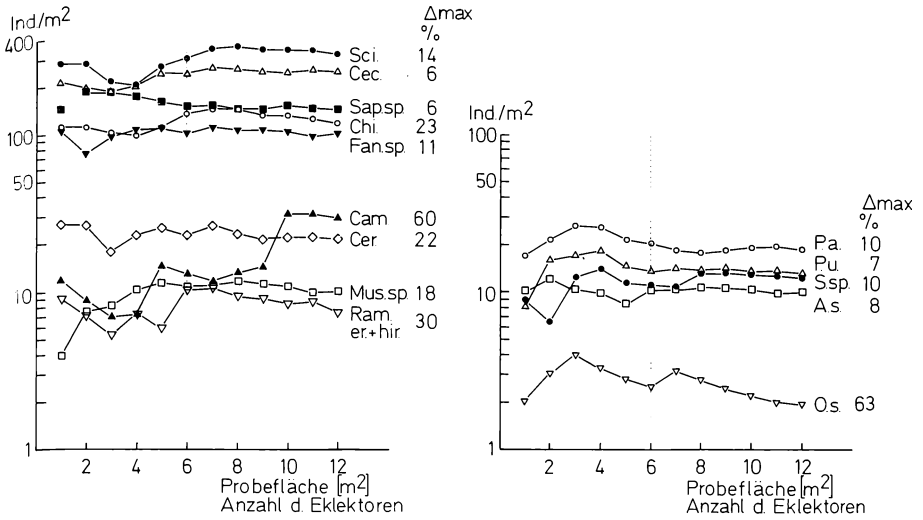 Ind/m²
400
100
50
10
1
Δmax
%
Sci. 14
Cec. 6
Sap.sp. 6
Chi. 23
Fan.sp. 11
Cam 60
Cer. 22
Mus.sp. 18
Ram. 30
er.+hir.
2 4 6 8 10 12
Probefläche [m²]
Anzahl d. Eklektoren
Ind./m²
100
50
10
1
Δmax
%
P.a. 10
P.u. 7
S.sp. 10
A.s. 8
O.s. 63
2 4 6 8 10 12
Probefläche [m²]
Anzahl d. Eklektoren